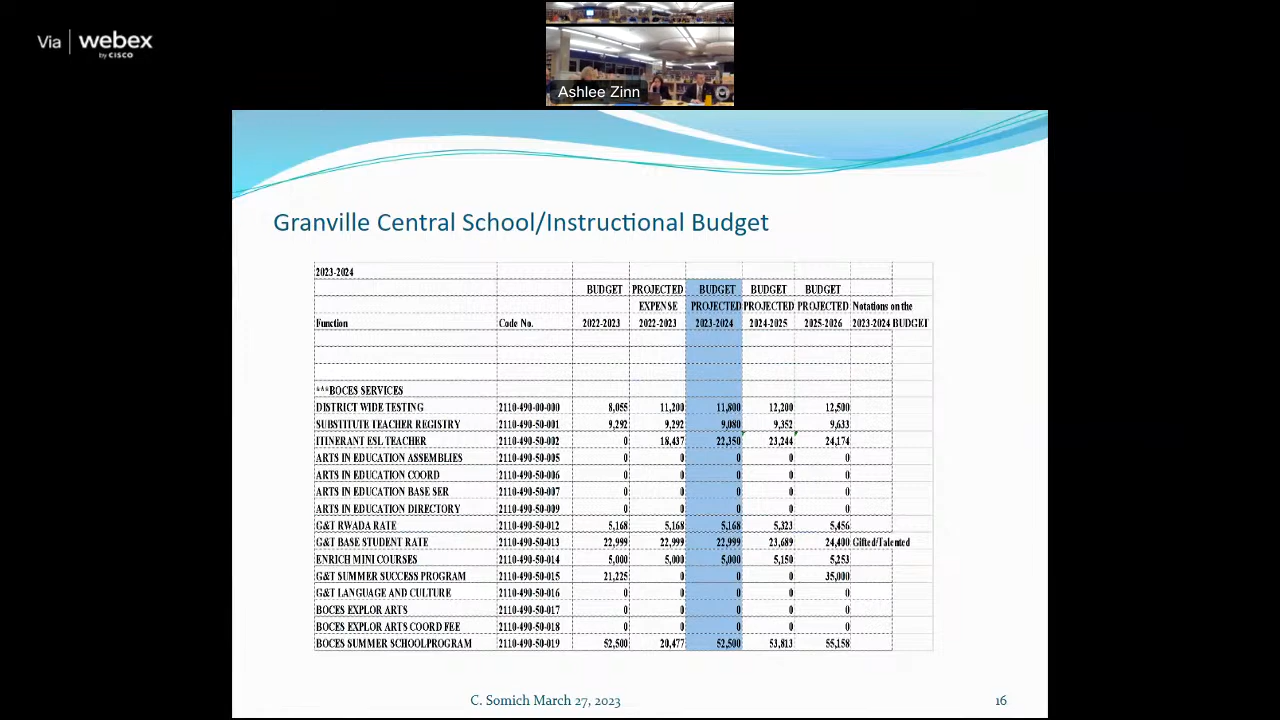 Via webex
by CISCO
Ashlee Zinn
Granville Central School/Instructional Budget
2023-2024
BUDGET PROJECTED BUDGET BUDGET BUDGET
EXPENSE PROJECTED PROJECTED PROJECTED Notations on the
Function Code No. 2022-2023 2022-2023 2023-2024 2024-2025 2025-2026 2023-2024 BUDGET
***BOCES SERVICES
DISTRICT WIDE TESTING 2110-490-00-000 8,055 11,200 11,800 12,200 12,500
SUBSTITUTE TEACHER REGISTRY 2110-490-50-001 9,292 9,292 9,080 9,352 9,633
ITINERANT ESL TEACHER 2110-490-50-002 0 18,437 22,350 23,244 24,174
ARTS IN EDUCATION ASSEMBLIES 2110-490-50-005 0 0 0 0 0
ARTS IN EDUCATION COORD 2110-490-50-006 0 0 0 0 0
ARTS IN EDUCATION BASE SER 2110-490-50-007 0 0 0 0 0
ARTS IN EDUCATION DIRECTORY 2110-490-50-009 0 0 0 0 0
G&T RWADA RATE 2110-490-50-012 5,168 5,168 5,168 5,323 5,456
G&T BASE STUDENT RATE 2110-490-50-013 22,999 22,999 22,999 23,689 24,400 Gifted/Talented
ENRICH MINI COURSES 2110-490-50-014 5,000 5,000 5,000 5,150 5,253
G&T SUMMER SUCCESS PROGRAM 2110-490-50-015 21,225 0 0 0 35,000
G&T LANGUAGE AND CULTURE 2110-490-50-016 0 0 0 0 0
BOCES EXPLOR ARTS 2110-490-50-017 0 0 0 0 0
BOCES EXPLOR ARTS COORD FEE 2110-490-50-018 0 0 0 0 0
BOCES SUMMER SCHOOLPROGRAM 2110-490-50-019 52,500 20,477 52,500 53,813 55,158
C. Somich March 27, 2023 16